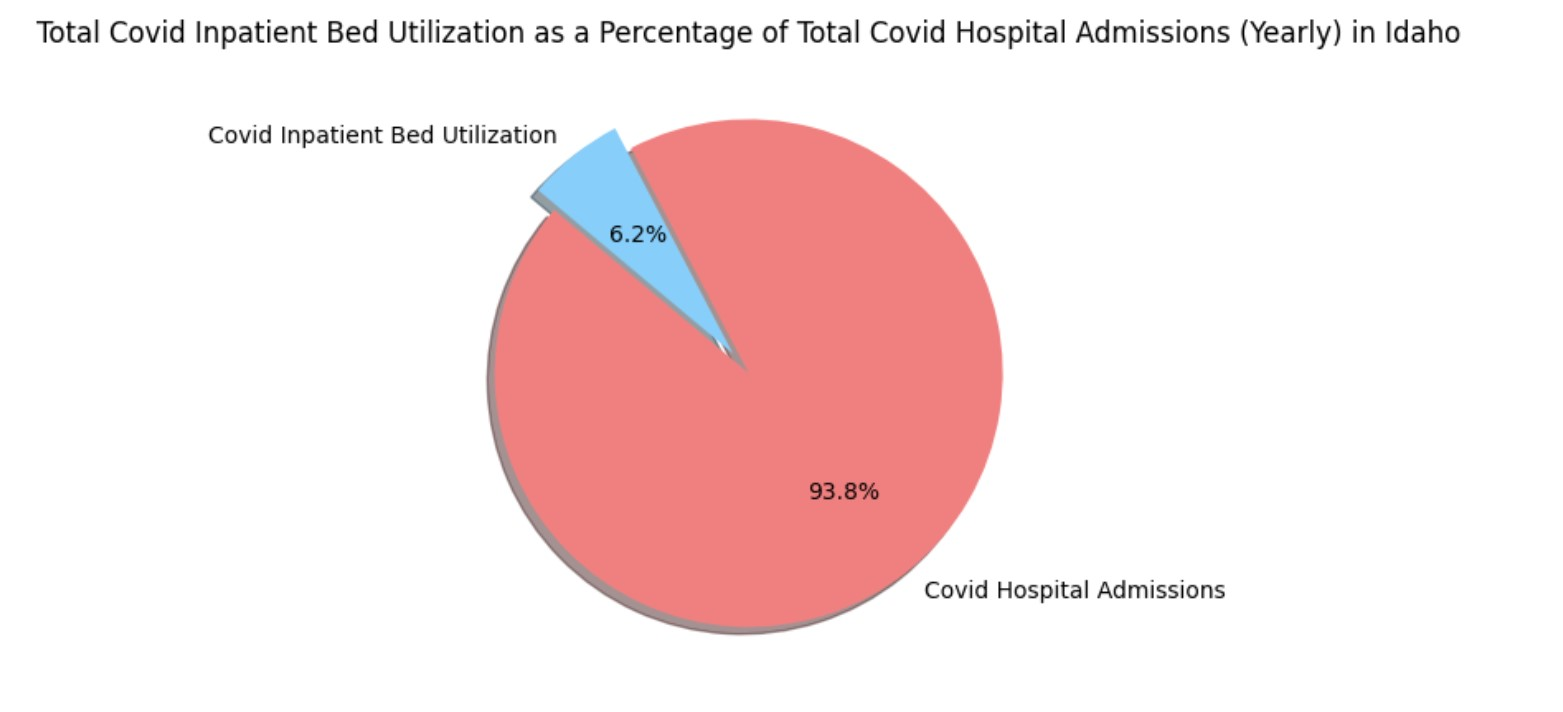 Total Covid Inpatient Bed Utilization as a Percentage of Total Covid Hospital Admissions (Yearly) in Idaho
Covid Inpatient Bed Utilization
6.2%
93.8%
Covid Hospital Admissions